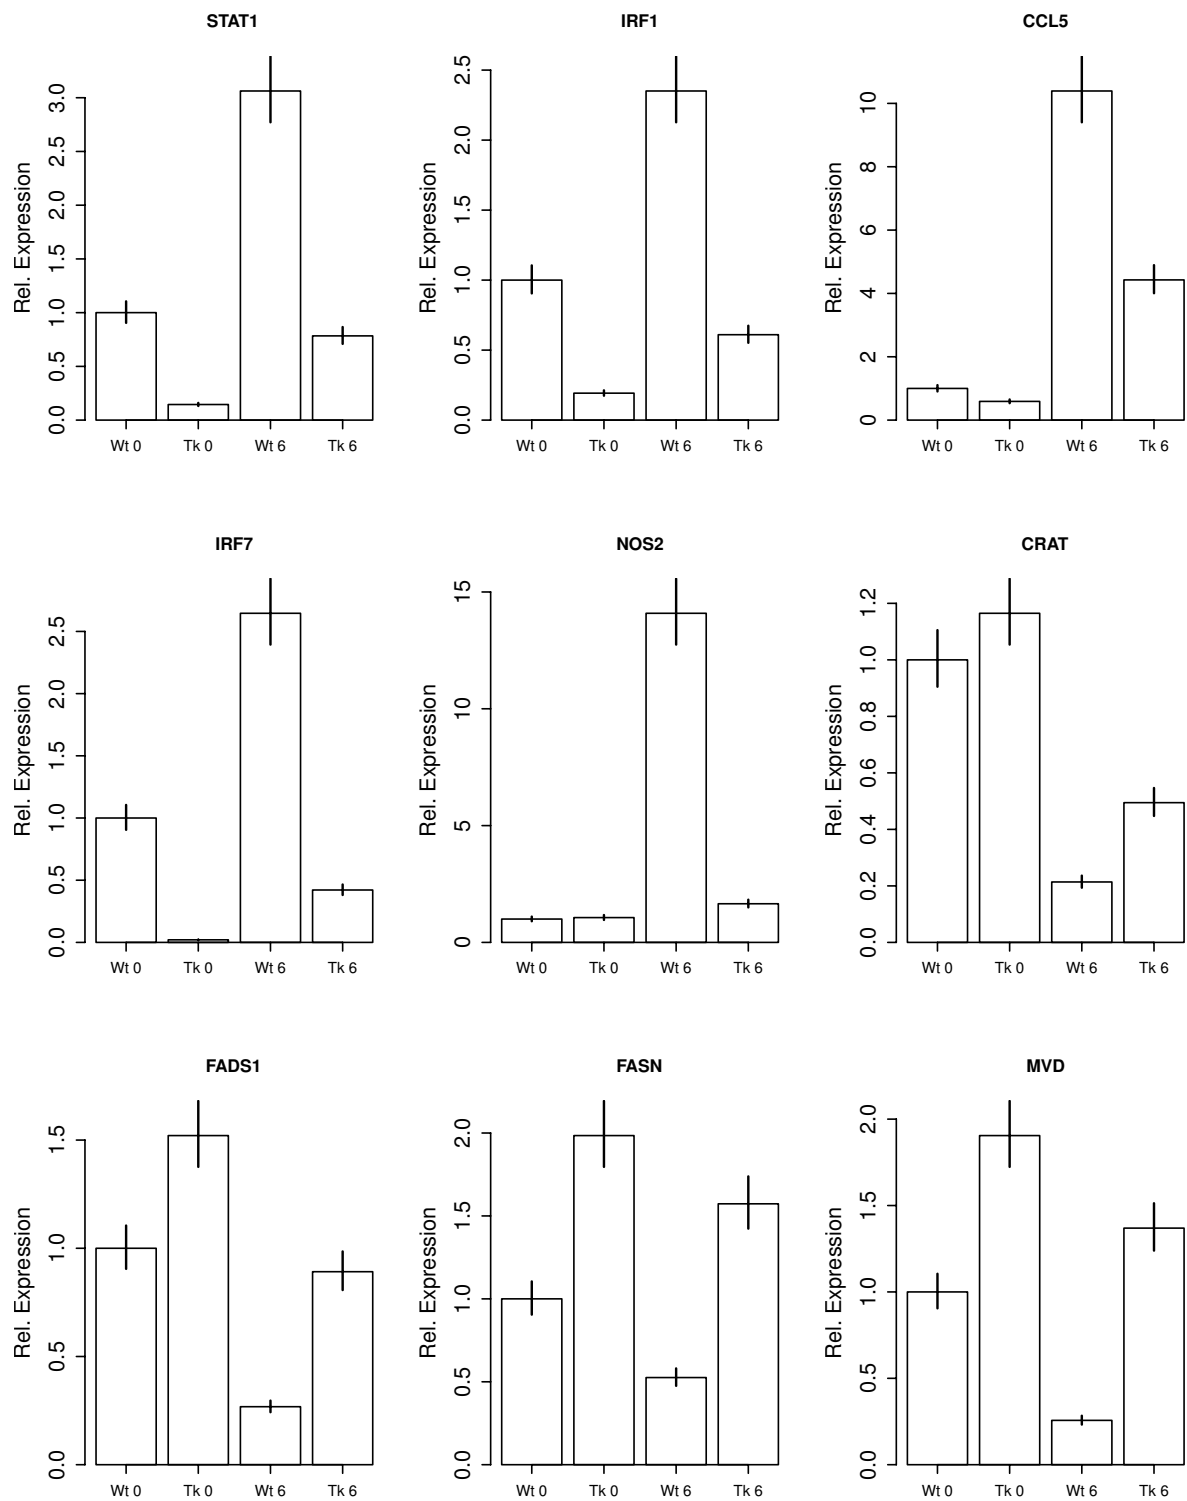 STAT1
Rel. Expression
0.0 0.5 1.0 1.5 2.0 2.5 3.0
Wt 0 Tk 0 Wt 6 Tk 6
IRF1
Rel. Expression
0.0 0.5 1.0 1.5 2.0 2.5
Wt 0 Tk 0 Wt 6 Tk 6
CCL5
Rel. Expression
0 2 4 6 8 10
Wt 0 Tk 0 Wt 6 Tk 6
IRF7
Rel. Expression
0.0 0.5 1.0 1.5 2.0 2.5
Wt 0 Tk 0 Wt 6 Tk 6
NOS2
Rel. Expression
0 5 10 15
Wt 0 Tk 0 Wt 6 Tk 6
CRAT
Rel. Expression
0.0 0.2 0.4 0.6 0.8 1.0 1.2
Wt 0 Tk 0 Wt 6 Tk 6
FADS1
Rel. Expression
0.0 0.5 1.0 1.5
Wt 0 Tk 0 Wt 6 Tk 6
FASN
Rel. Expression
0.0 0.5 1.0 1.5 2.0
Wt 0 Tk 0 Wt 6 Tk 6
MVD
Rel. Expression
0.0 0.5 1.0 1.5 2.0
Wt 0 Tk 0 Wt 6 Tk 6